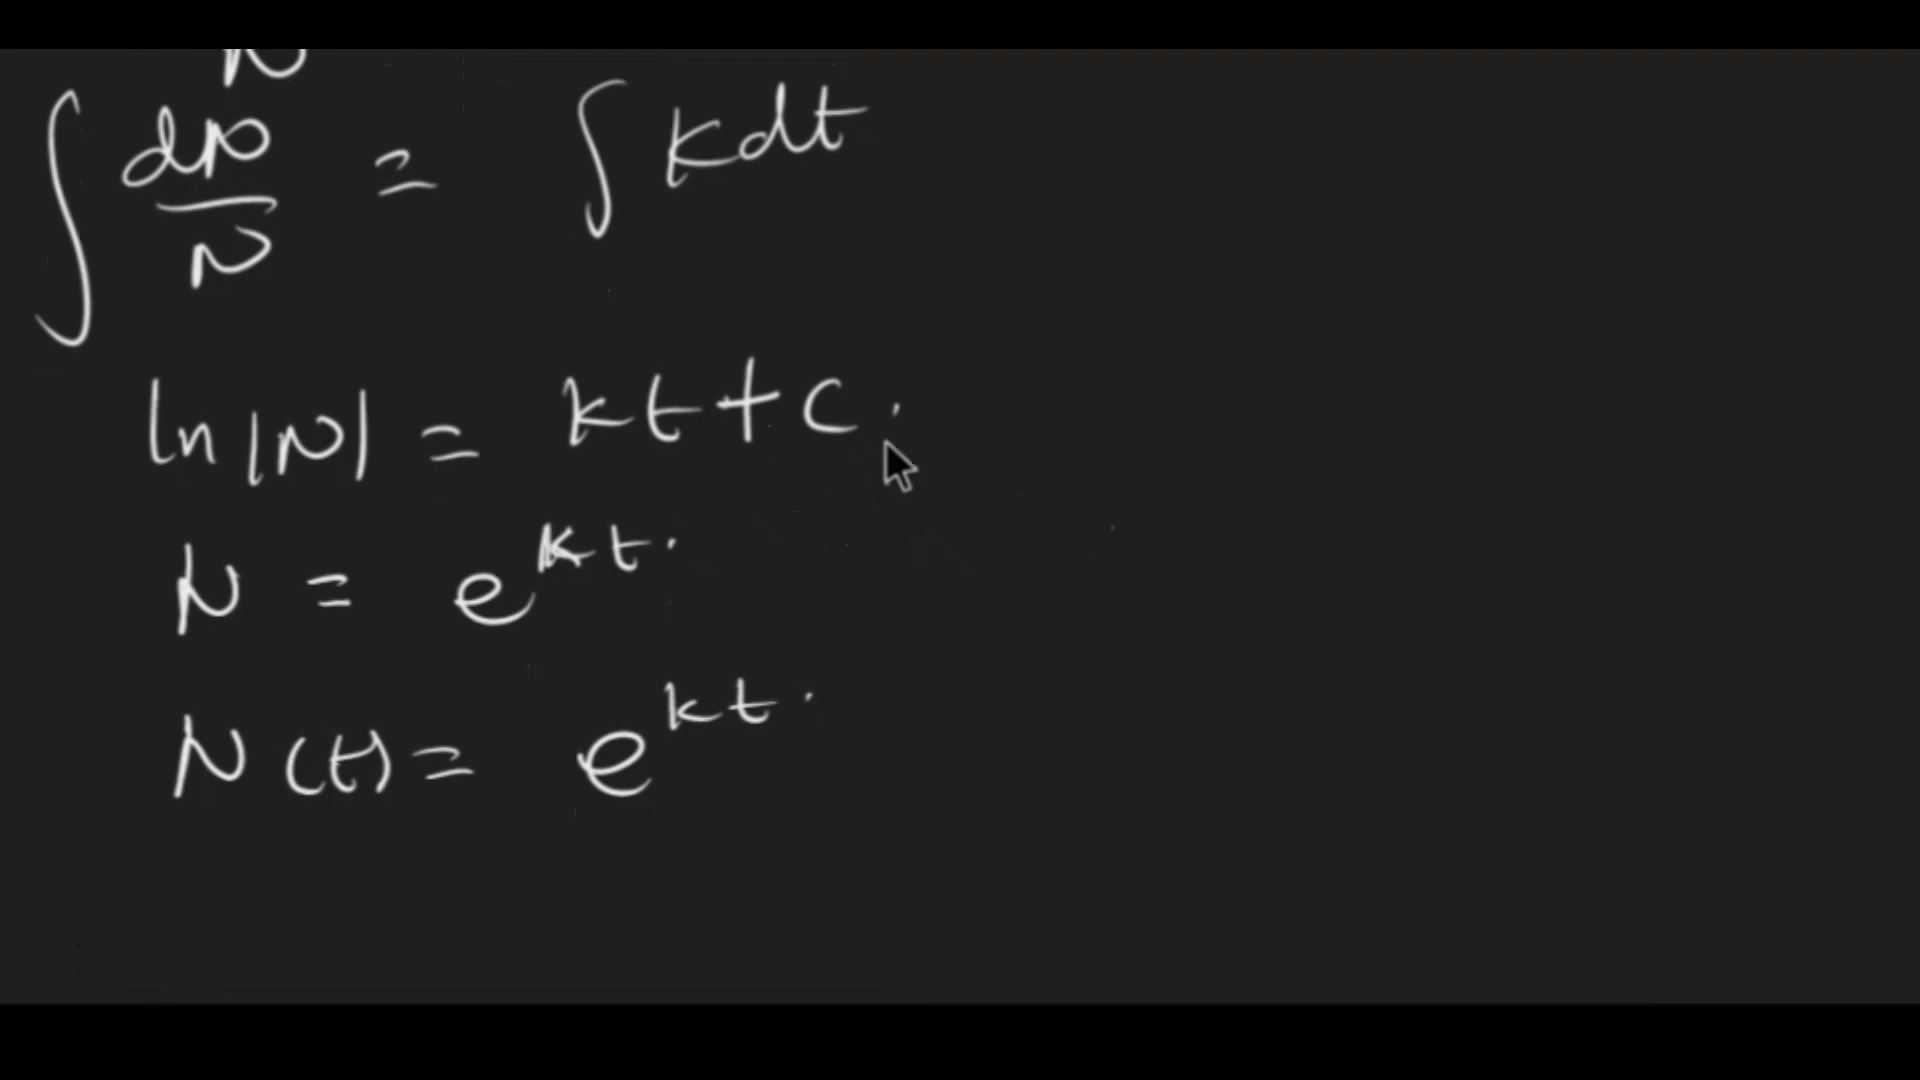 N
∫ dN/N = ∫ k dt
ln|N| = kt + c.
N = e^{kt}.
N(t) = e^{kt}.